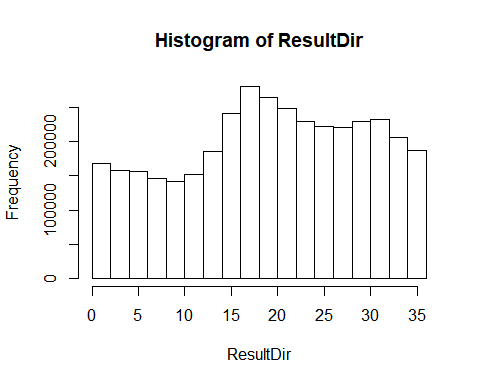 Histogram of ResultDir
Frequency
200000
100000
0
0 5 10 15 20 25 30 35
ResultDir